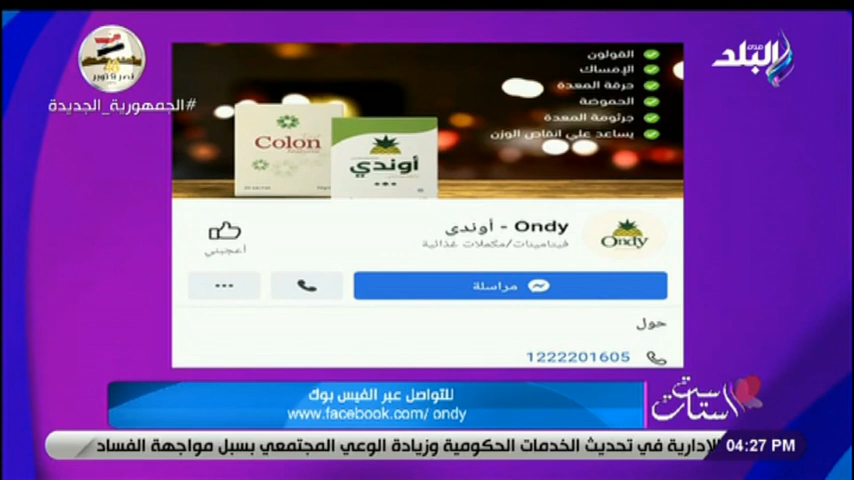 صدى
البلد
#الجمهورية_الجديدة
القولون
الإمساك
حرقة المعدة
الحموضة
جرثومة المعدة
يساعد على انقاص الوزن
Colon
أوندي
Ondy - أوندي
فيتامينات/مكملات غذائية
Ondy
أعجبني
مراسلة
حول
1222201605
للتواصل عبر الفيس بوك
www.facebook.com/ ondy
ست
الستات
الإدارية في تحديث الخدمات الحكومية وزيادة الوعي المجتمعي بسبل مواجهة الفساد
04:27 PM